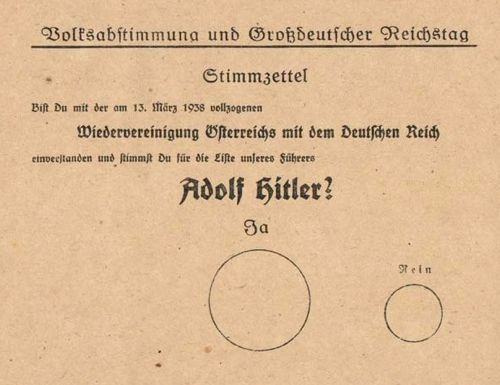 Volksabstimmung und Großdeutscher Reichstag
Stimmzettel
Bist Du mit der am 13. März 1938 vollzogenen
Wiedervereinigung Österreichs mit dem Deutschen Reich
einverstanden und stimmst Du für die Liste unseres Führers
Adolf Hitler?
Ja
Nein